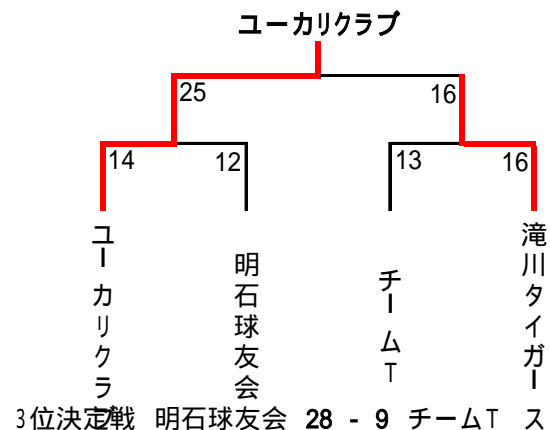 ユーカリクラブ
25 16
14 12 13 16
ユーカリクラブ
明石球友会
チームT
滝川タイガース
3位決定戦 明石球友会 28 - 9 チームT